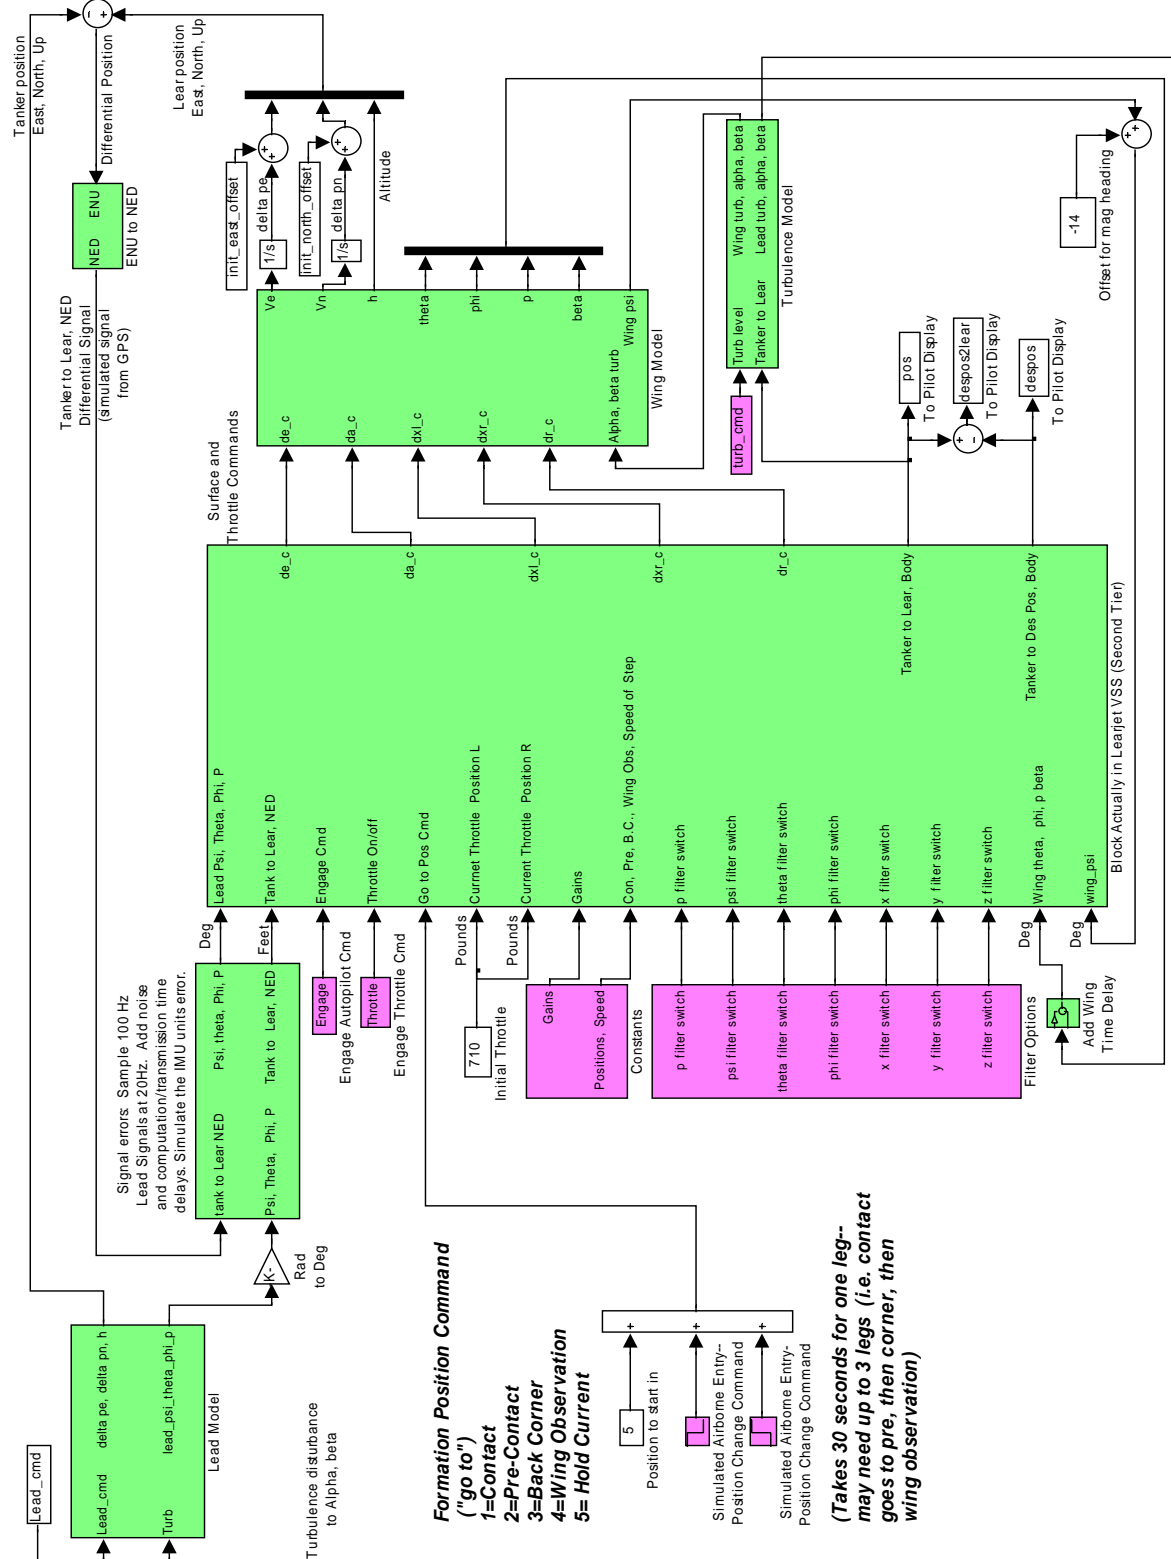 Lead_cmd
Lead_cmd
Turb
delta pe, delta pn, h
lead_psi_theta_phi_p
Lead Model
Turbulence disturbance
to Alpha, beta
Tanker position
East, North, Up
Differential Position
Lear position
East, North, Up
NED
ENU
ENU to NED
Tanker to Lear, NED
Differential Signal
(simulated signal
from GPS)
K-
Rad
to Deg
Signal errors: Sample 100 Hz
Lead Signals at 20Hz. Add noise
and computation/transmission time
delays. Simulate the IMU units error.
tank to Lear NED
Psi, Theta, Phi, P
Psi, theta, Phi, P
Tank to Lear, NED
Deg
Feet
Engage
Engage Autopilot Cmd
Throttle
Engage Throttle Cmd
710
Initial Throttle
Pounds
Pounds
Gains
Positions, Speed
Constants
p filter switch
psi filter switch
theta filter switch
phi filter switch
x filter switch
y filter switch
z filter switch
Filter Options
Add Wing
Time Delay
Deg
Deg
Lead Psi, Theta, Phi, P
Tank to Lear, NED
Engage Cmd
Throttle On/off
Go to Pos Cmd
Currnet Throttle Position L
Current Throttle Position R
Gains
Con, Pre, B.C., Wing Obs, Speed of Step
p filter switch
psi filter switch
theta filter switch
phi filter switch
x filter switch
y filter switch
z filter switch
Wing theta, phi, p beta
wing_psi
de_c
da_c
dxl_c
dxr_c
dr_c
Tanker to Lear, Body
Tanker to Des Pos, Body
Block Actually in Learjet VSS (Second Tier)
Surface and
Throttle Commands
de_c
da_c
dxl_c
dxr_c
dr_c
Alpha, beta turb
Ve
Vn
h
theta
phi
p
beta
Wing psi
Wing Model
1/s
delta pe
init_east_offset
1/s
delta pn
init_north_offset
Altitude
turb_cmd
Turb level
Tanker to Lear
Wing turb, alpha, beta
Lead turb, alpha, beta
Turbulence Model
pos
To Pilot Display
despos2lear
To Pilot Display
despos
To Pilot Display
-14
Offset for mag heading
Formation Position Command
("go to")
1=Contact
2=Pre-Contact
3=Back Corner
4=Wing Observation
5= Hold Current
5
Position to start in
Simulated Airborne Entry--
Position Change Command
Simulated Airborne Entry-
Position Change Command
(Takes 30 seconds for one leg--
may need up to 3 legs (i.e. contact
goes to pre, then corner, then
wing observation)